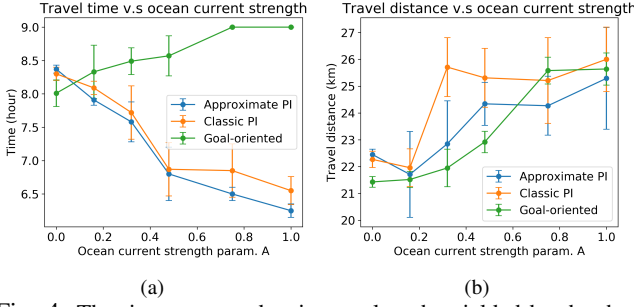 Travel time v.s ocean current strength
9.0
8.5
8.0
7.5
7.0
6.5
Time (hour)
Approximate PI
Classic PI
Goal-oriented
0.0 0.2 0.4 0.6 0.8 1.0
Ocean current strength param. A
(a)
Travel distance v.s ocean current strength
27
26
25
24
23
22
21
20
Travel distance (km)
Approximate PI
Classic PI
Goal-oriented
0.0 0.2 0.4 0.6 0.8 1.0
Ocean current strength param. A
(b)